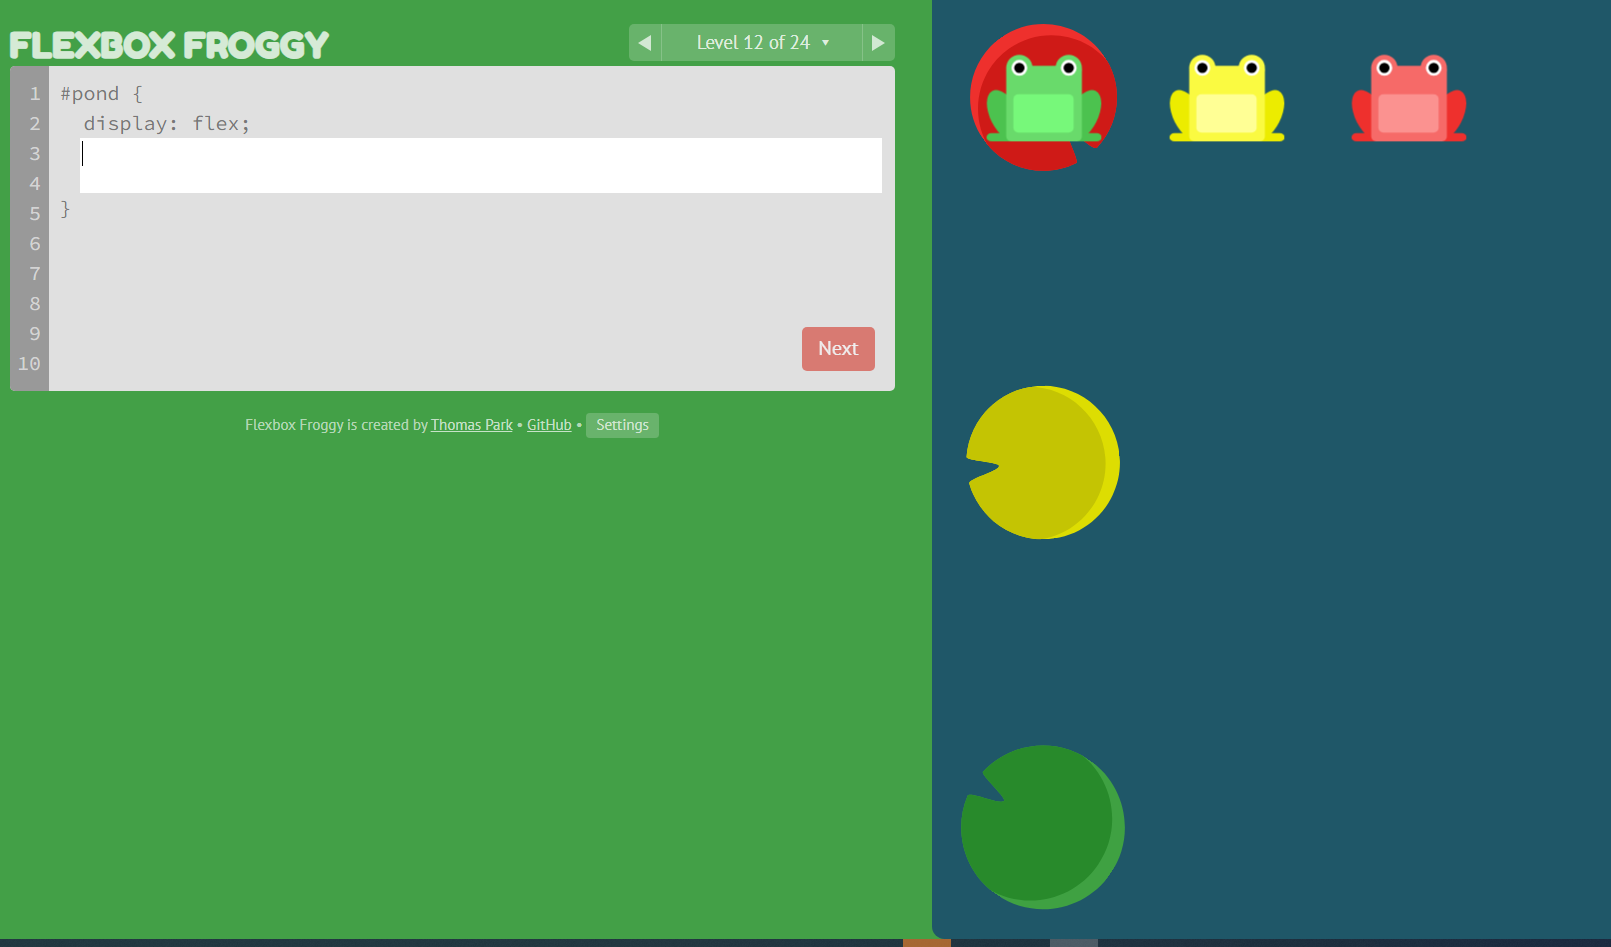 FLEXBOX FROGGY
◀ Level 12 of 24 ▼ ▶
1 #pond {
2 display: flex;
3
4
5 }
6
7
8
9
10
Next
Flexbox Froggy is created by Thomas Park • GitHub • Settings